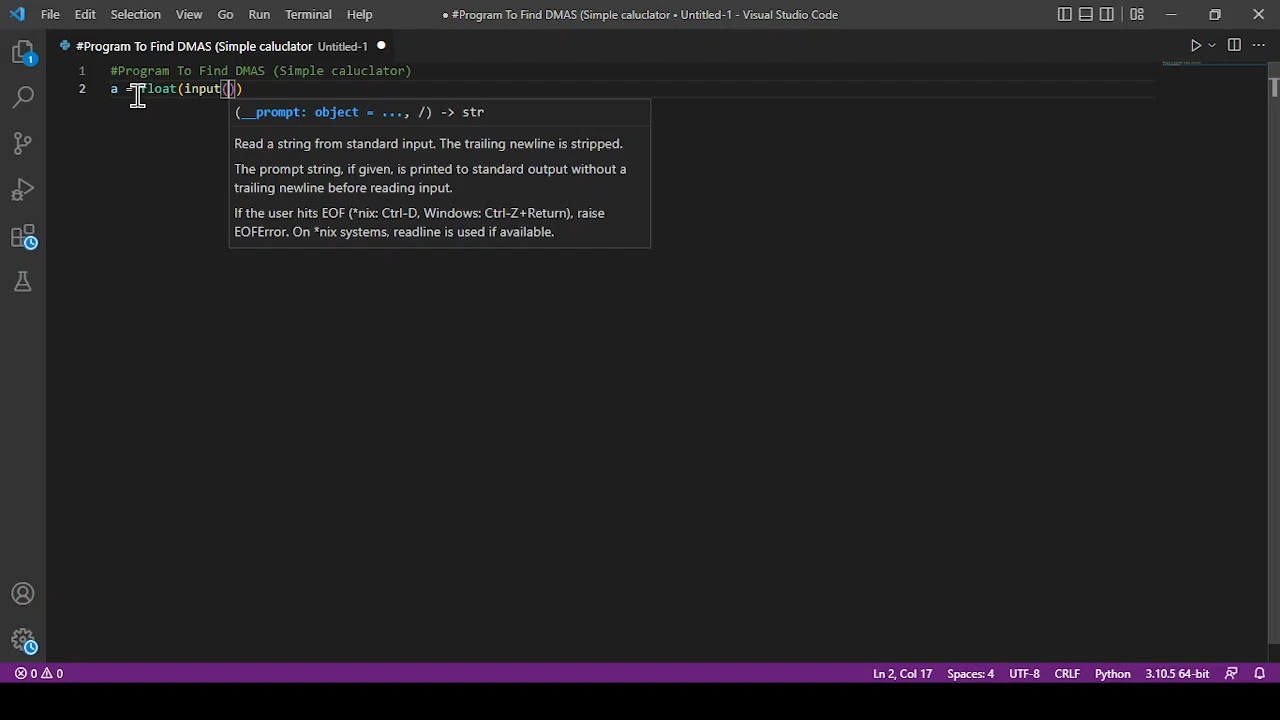 File Edit Selection View Go Run Terminal Help
● #Program To Find DMAS (Simple caluclator • Untitled-1 - Visual Studio Code
#Program To Find DMAS (Simple caluclator Untitled-1
1 #Program To Find DMAS (Simple caluclator)
2 a = float(input())
(__prompt: object = ..., /) -> str
Read a string from standard input. The trailing newline is stripped.
The prompt string, if given, is printed to standard output without a
trailing newline before reading input.
If the user hits EOF (*nix: Ctrl-D, Windows: Ctrl-Z+Return), raise
EOFError. On *nix systems, readline is used if available.
1
0 0 Ln 2, Col 17 Spaces: 4 UTF-8 CRLF Python 3.10.5 64-bit